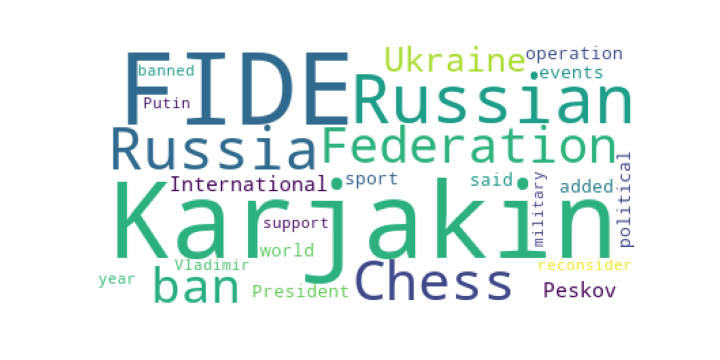 FIDE
banned
Putin
Ukraine
operation
events
Russian
Russia
Federation
International
sport
said
added
military
political
Karjakin
support
world
Vladimir
reconsider
year
ban
President
Chess
Peskov